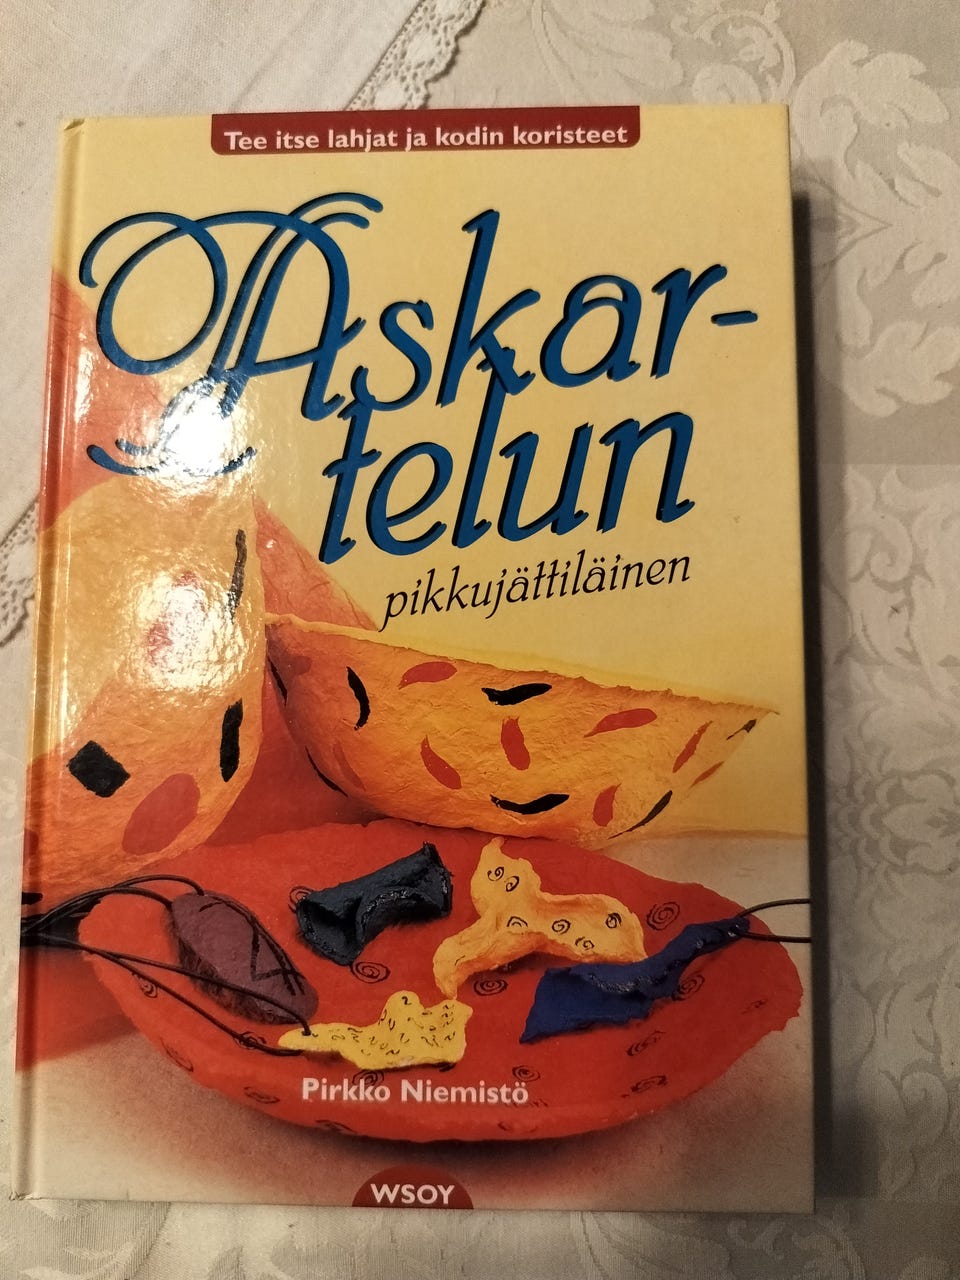 Tee itse lahjat ja kodin koristeet
Askar-
telun
pikkujättiläinen
Pirkko Niemistö
WSOY